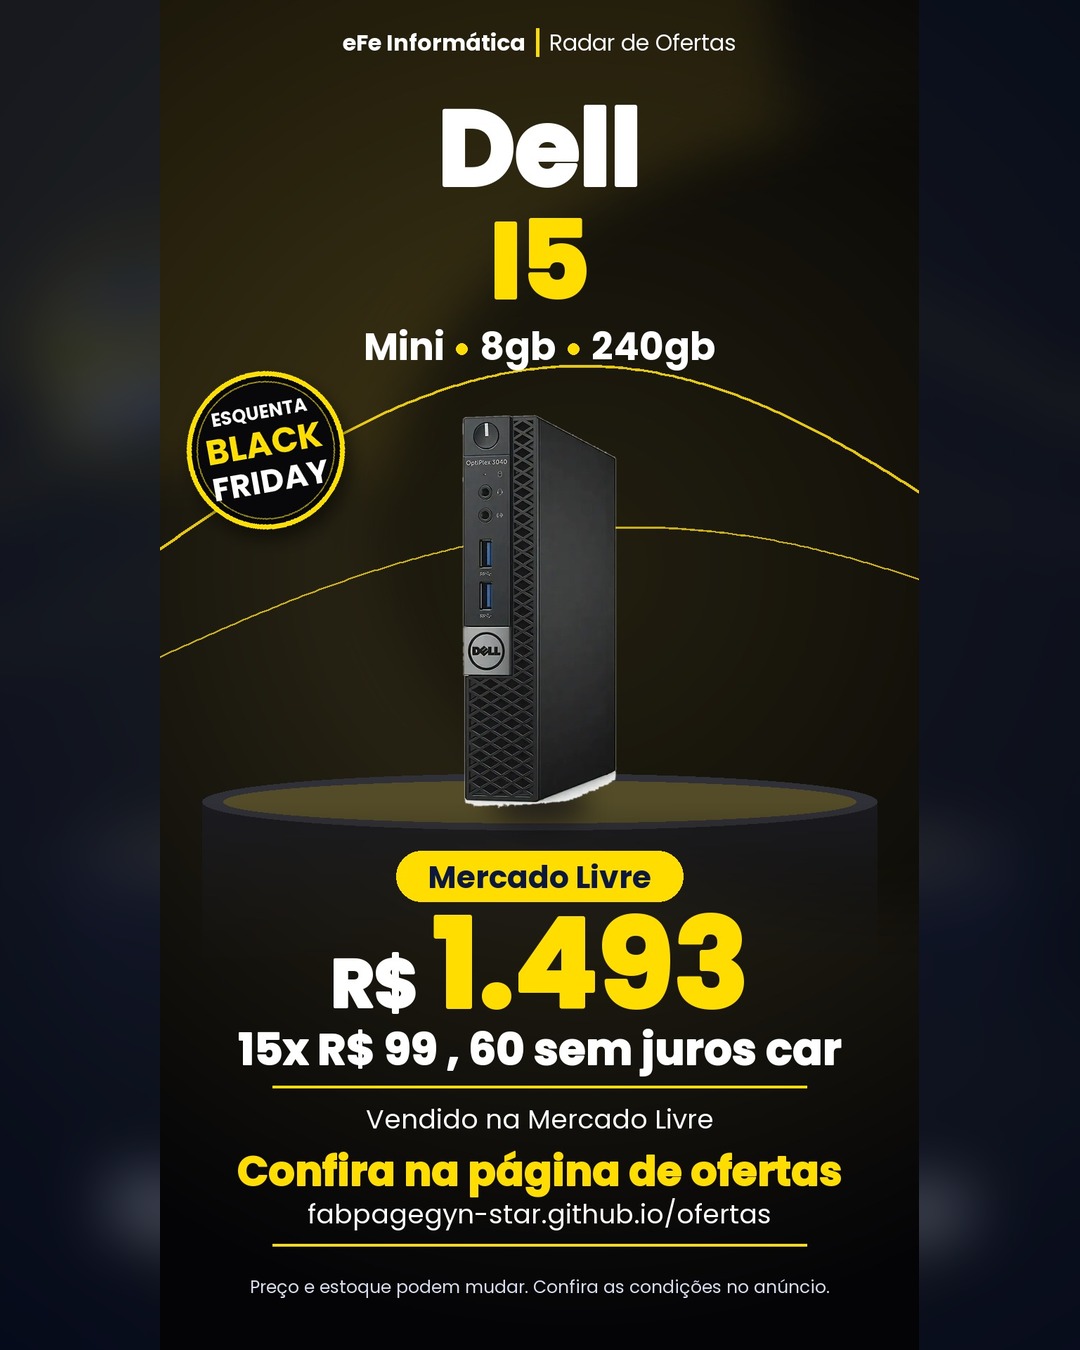 eFe Informática | Radar de Ofertas
Dell
I5
Mini • 8gb • 240gb
ESQUENTA
BLACK
FRIDAY
OptiPlex 3040
DELL
Mercado Livre
R$ 1.493
15x R$ 99 , 60 sem juros car
Vendido na Mercado Livre
Confira na página de ofertas
fabpagegyn-star.github.io/ofertas
Preço e estoque podem mudar. Confira as condições no anúncio.